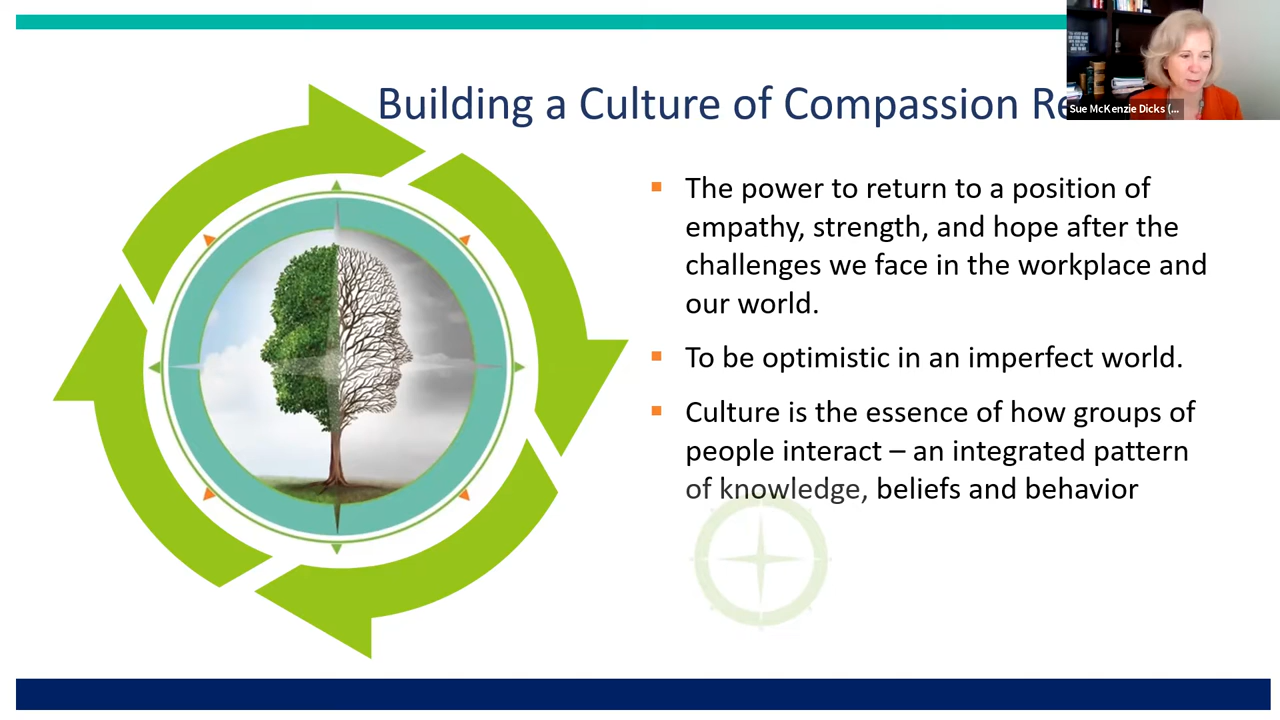 Building a Culture of Compassion Re
Sue McKenzie Dicks (...
The power to return to a position of
empathy, strength, and hope after the
challenges we face in the workplace and
our world.
To be optimistic in an imperfect world.
Culture is the essence of how groups of
people interact – an integrated pattern
of knowledge, beliefs and behavior